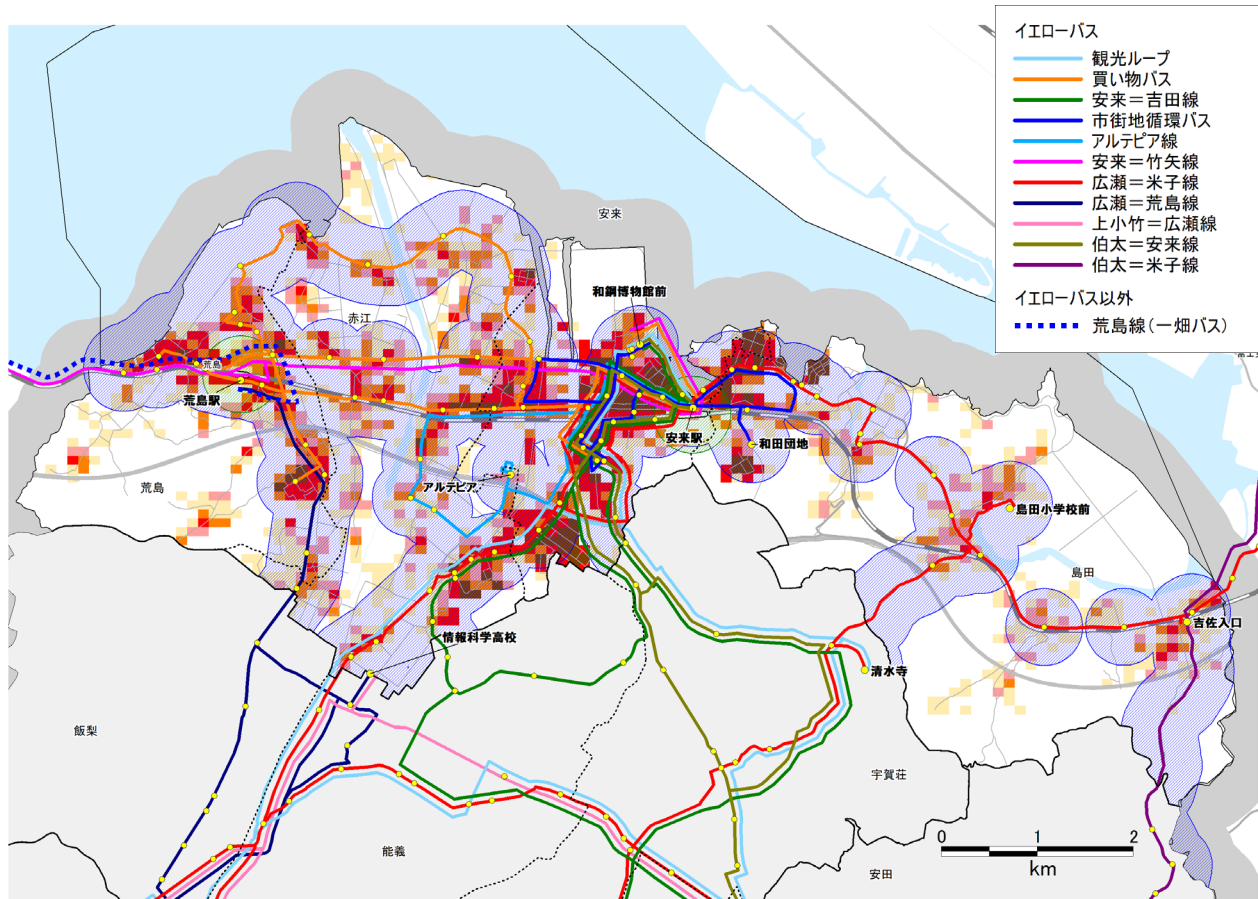 イエローバス
観光ループ
買い物バス
安来＝吉田線
市街地循環バス
アルテピア線
安来＝竹矢線
広瀬＝米子線
広瀬＝荒島線
上小竹＝広瀬線
伯太＝安来線
伯太＝米子線
イエローバス以外
荒島線(一畑バス)
安来
和鋼博物館前
赤江
荒島
荒島駅
安来駅
和田団地
アルテピア
荒島
島田小学校前
島田
吉佐入口
情報科学高校
清水寺
飯梨
宇賀荘
能義
安田
0 1 2
km